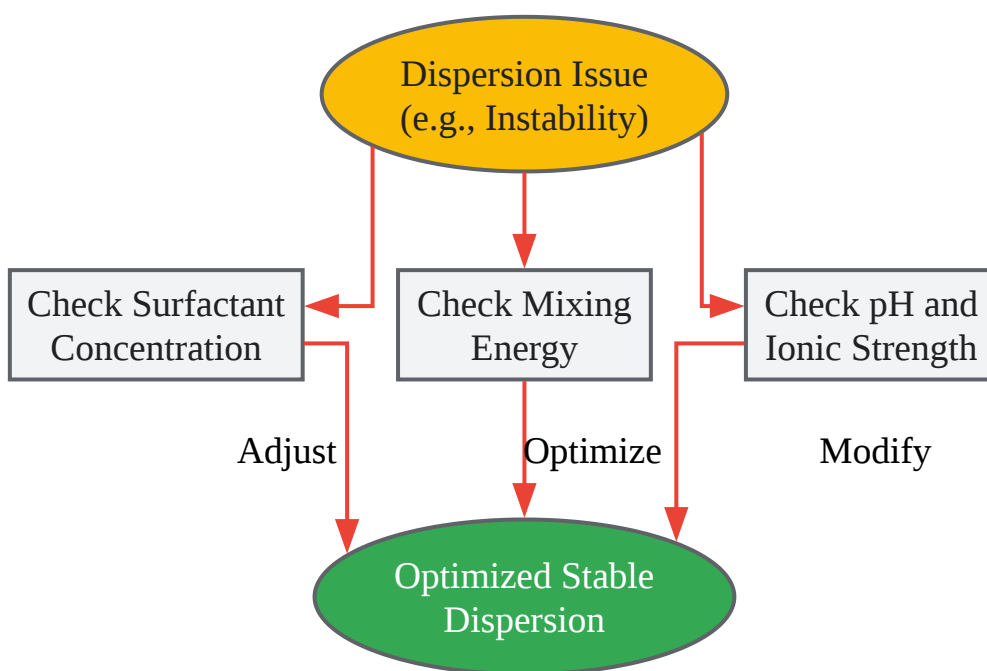 Dispersion Issue
(e.g., Instability)
Check Surfactant
Concentration
Check Mixing
Energy
Check pH and
Ionic Strength
Adjust
Optimize
Modify
Optimized Stable
Dispersion